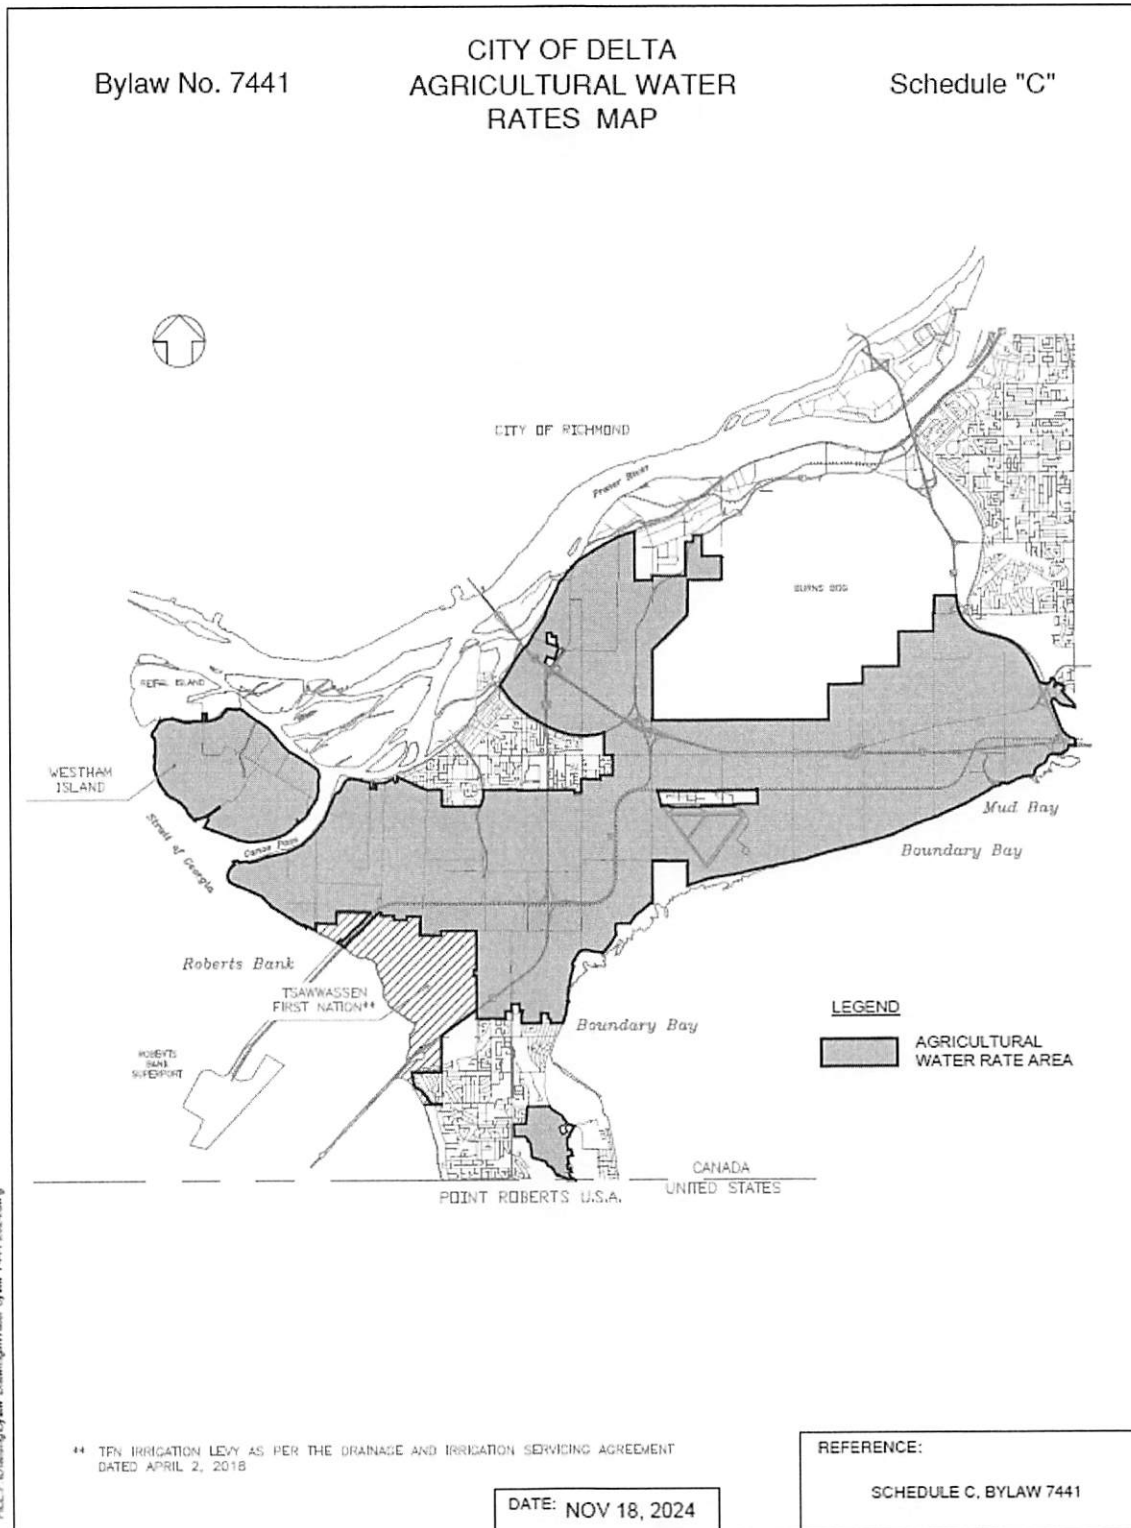 Bylaw No. 7441
CITY OF DELTA
AGRICULTURAL WATER
RATES MAP
Schedule "C"
CITY OF RICHMOND
Fraser River
BURNS BOG
REIFAL ISLAND
WESTHAM
ISLAND
Strait of Georgia
Canoe Pass
Mud Bay
Boundary Bay
Roberts Bank
TSAWWASSEN
FIRST NATION**
ROBERTS
BANK
SUPERPORT
Boundary Bay
LEGEND
AGRICULTURAL
WATER RATE AREA
CANADA
UNITED STATES
POINT ROBERTS U.S.A.
** TFN IRRIGATION LEVY AS PER THE DRAINAGE AND IRRIGATION SERVICING AGREEMENT
DATED APRIL 2, 2018
DATE: NOV 18, 2024
REFERENCE:
SCHEDULE C, BYLAW 7441